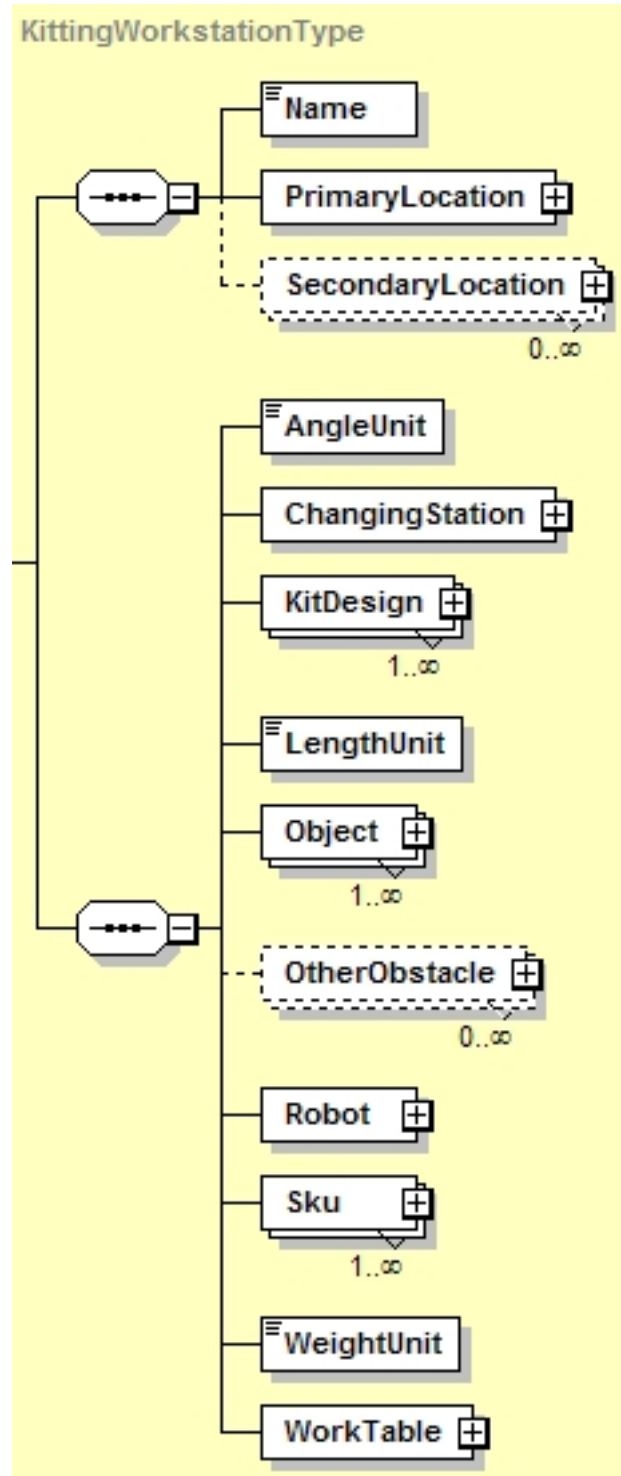 KittingWorkstationType
Name
PrimaryLocation
SecondaryLocation
0..∞
AngleUnit
ChangingStation
KitDesign
1..∞
LengthUnit
Object
1..∞
OtherObstacle
0..∞
Robot
Sku
1..∞
WeightUnit
WorkTable